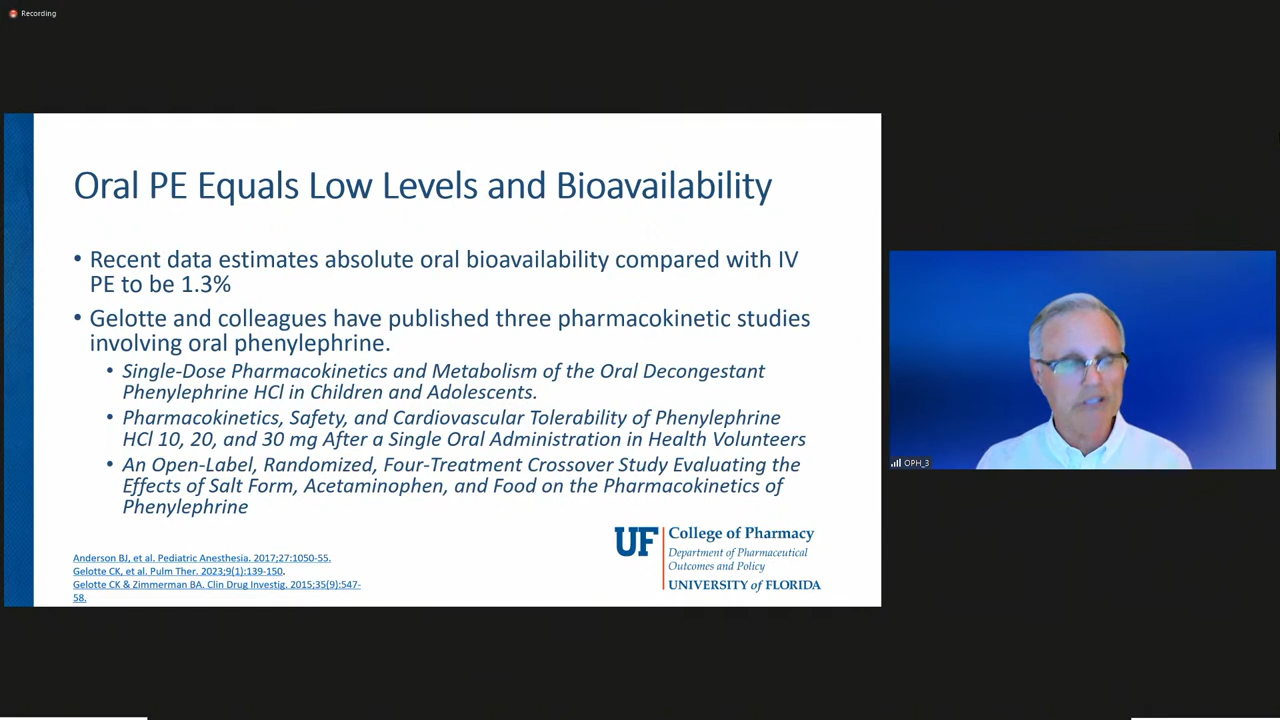 Recording
Oral PE Equals Low Levels and Bioavailability
• Recent data estimates absolute oral bioavailability compared with IV
PE to be 1.3%
• Gelotte and colleagues have published three pharmacokinetic studies
involving oral phenylephrine.
• Single-Dose Pharmacokinetics and Metabolism of the Oral Decongestant
Phenylephrine HCl in Children and Adolescents.
• Pharmacokinetics, Safety, and Cardiovascular Tolerability of Phenylephrine
HCl 10, 20, and 30 mg After a Single Oral Administration in Health Volunteers
• An Open-Label, Randomized, Four-Treatment Crossover Study Evaluating the
Effects of Salt Form, Acetaminophen, and Food on the Pharmacokinetics of
Phenylephrine
Anderson BJ, et al. Pediatric Anesthesia. 2017;27:1050-55.
Gelotte CK, et al. Pulm Ther. 2023;9(1):139-150.
Gelotte CK & Zimmerman BA. Clin Drug Investig. 2015;35(9):547-
58.
UF
College of Pharmacy
Department of Pharmaceutical
Outcomes and Policy
UNIVERSITY of FLORIDA
OPH_3